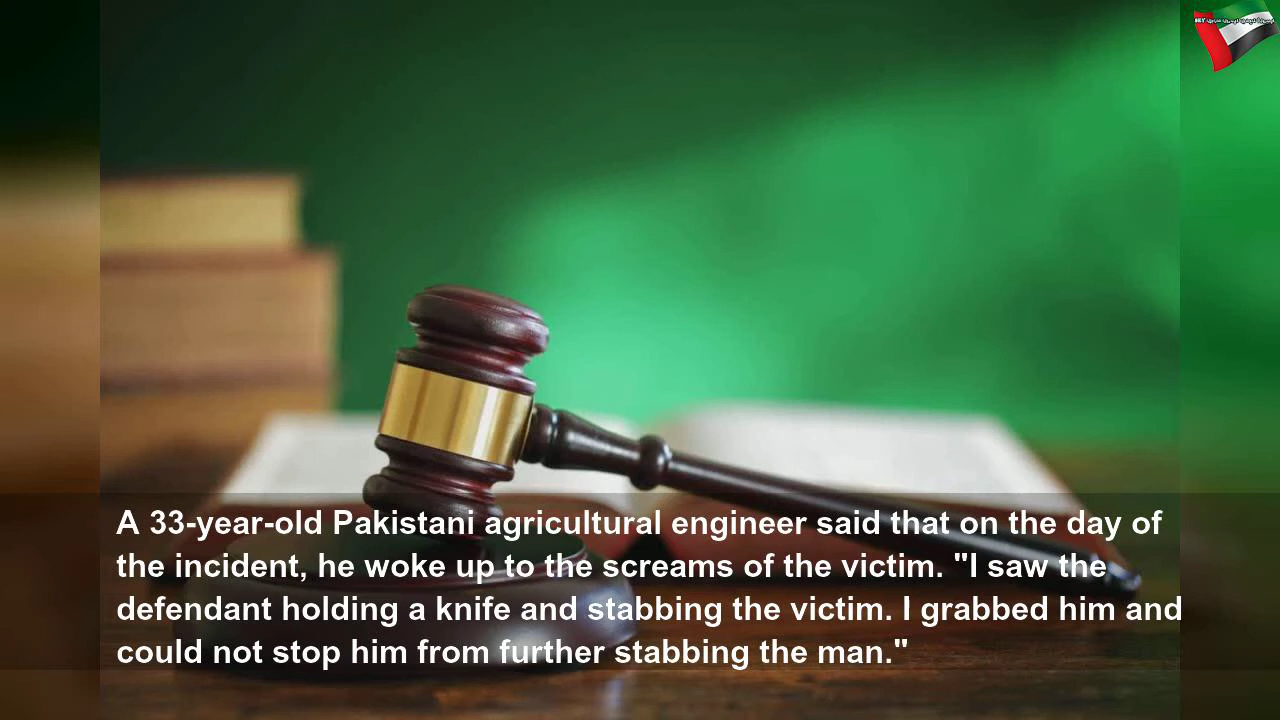 A 33-year-old Pakistani agricultural engineer said that on the day of
the incident, he woke up to the screams of the victim. "I saw the
defendant holding a knife and stabbing the victim. I grabbed him and
could not stop him from further stabbing the man."